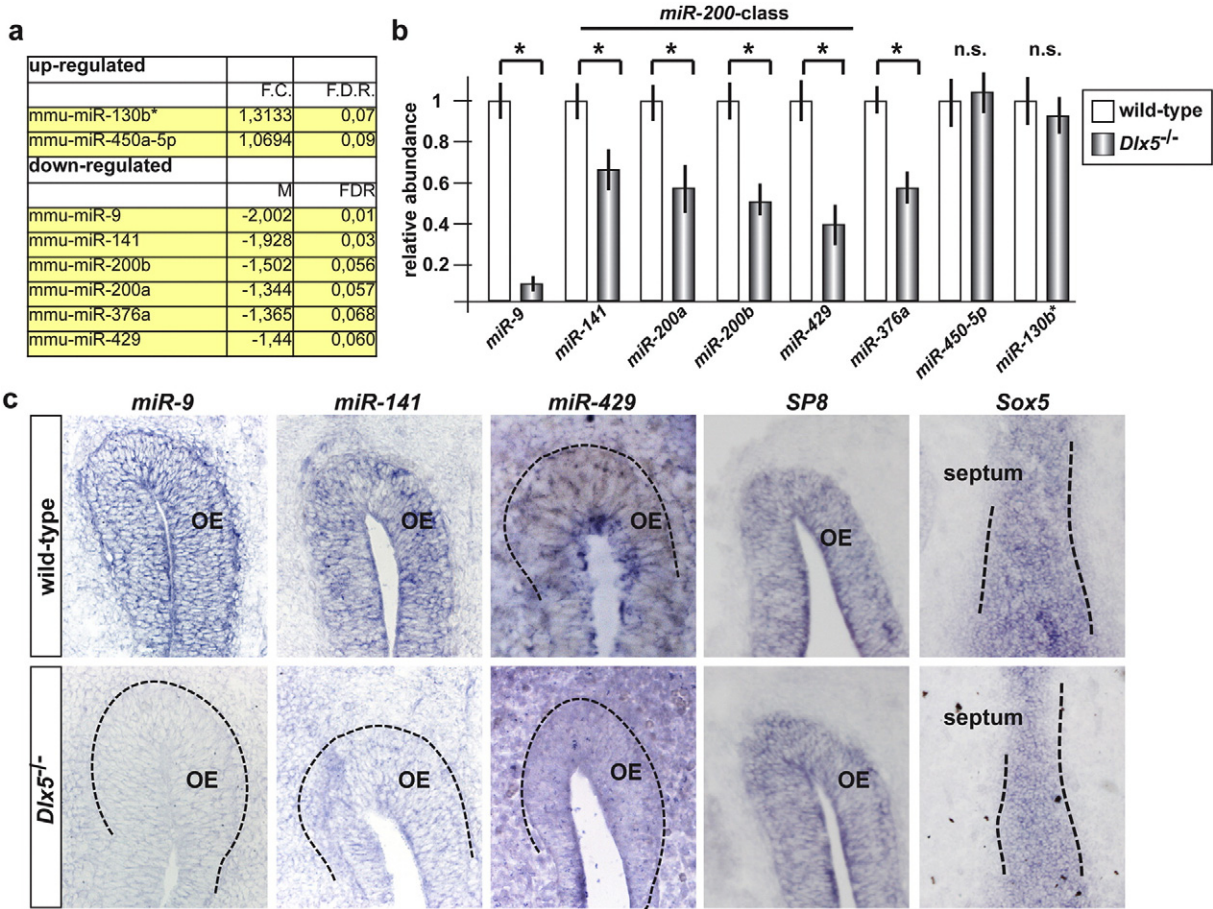 a
up-regulated
F.C. F.D.R.
mmu-miR-130b* 1,3133 0,07
mmu-miR-450a-5p 1,0694 0,09
down-regulated
M FDR
mmu-miR-9 -2,002 0,01
mmu-miR-141 -1,928 0,03
mmu-miR-200b -1,502 0,056
mmu-miR-200a -1,344 0,057
mmu-miR-376a -1,365 0,068
mmu-miR-429 -1,44 0,060
b
miR-200-class
* * * * * * n.s. n.s.
relative abundance
1
0.8
0.6
0.4
0.2
miR-9 miR-141 miR-200a miR-200b miR-429 miR-376a miR-450-5p miR-130b*
wild-type
Dlx5-/-
c
miR-9 miR-141 miR-429 SP8 Sox5
wild-type
OE OE OE OE septum
Dlx5-/-
OE OE OE OE septum